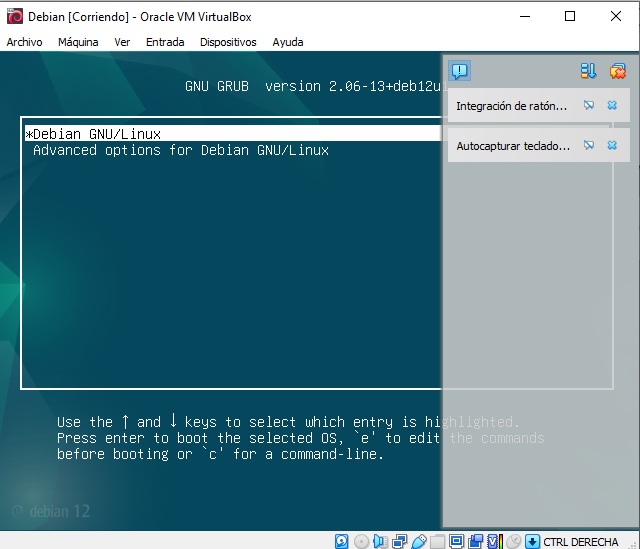 Debian [Corriendo] - Oracle VM VirtualBox
Archivo Máquina Ver Entrada Dispositivos Ayuda
GNU GRUB version 2.06-13+deb12u1
*Debian GNU/Linux
Advanced options for Debian GNU/Linux
Integración de ratón...
Autocapturar teclado...
Use the ↑ and ↓ keys to select which entry is highlighted.
Press enter to boot the selected OS, `e' to edit the commands
before booting or `c' for a command-line.
debian 12
CTRL DERECHA